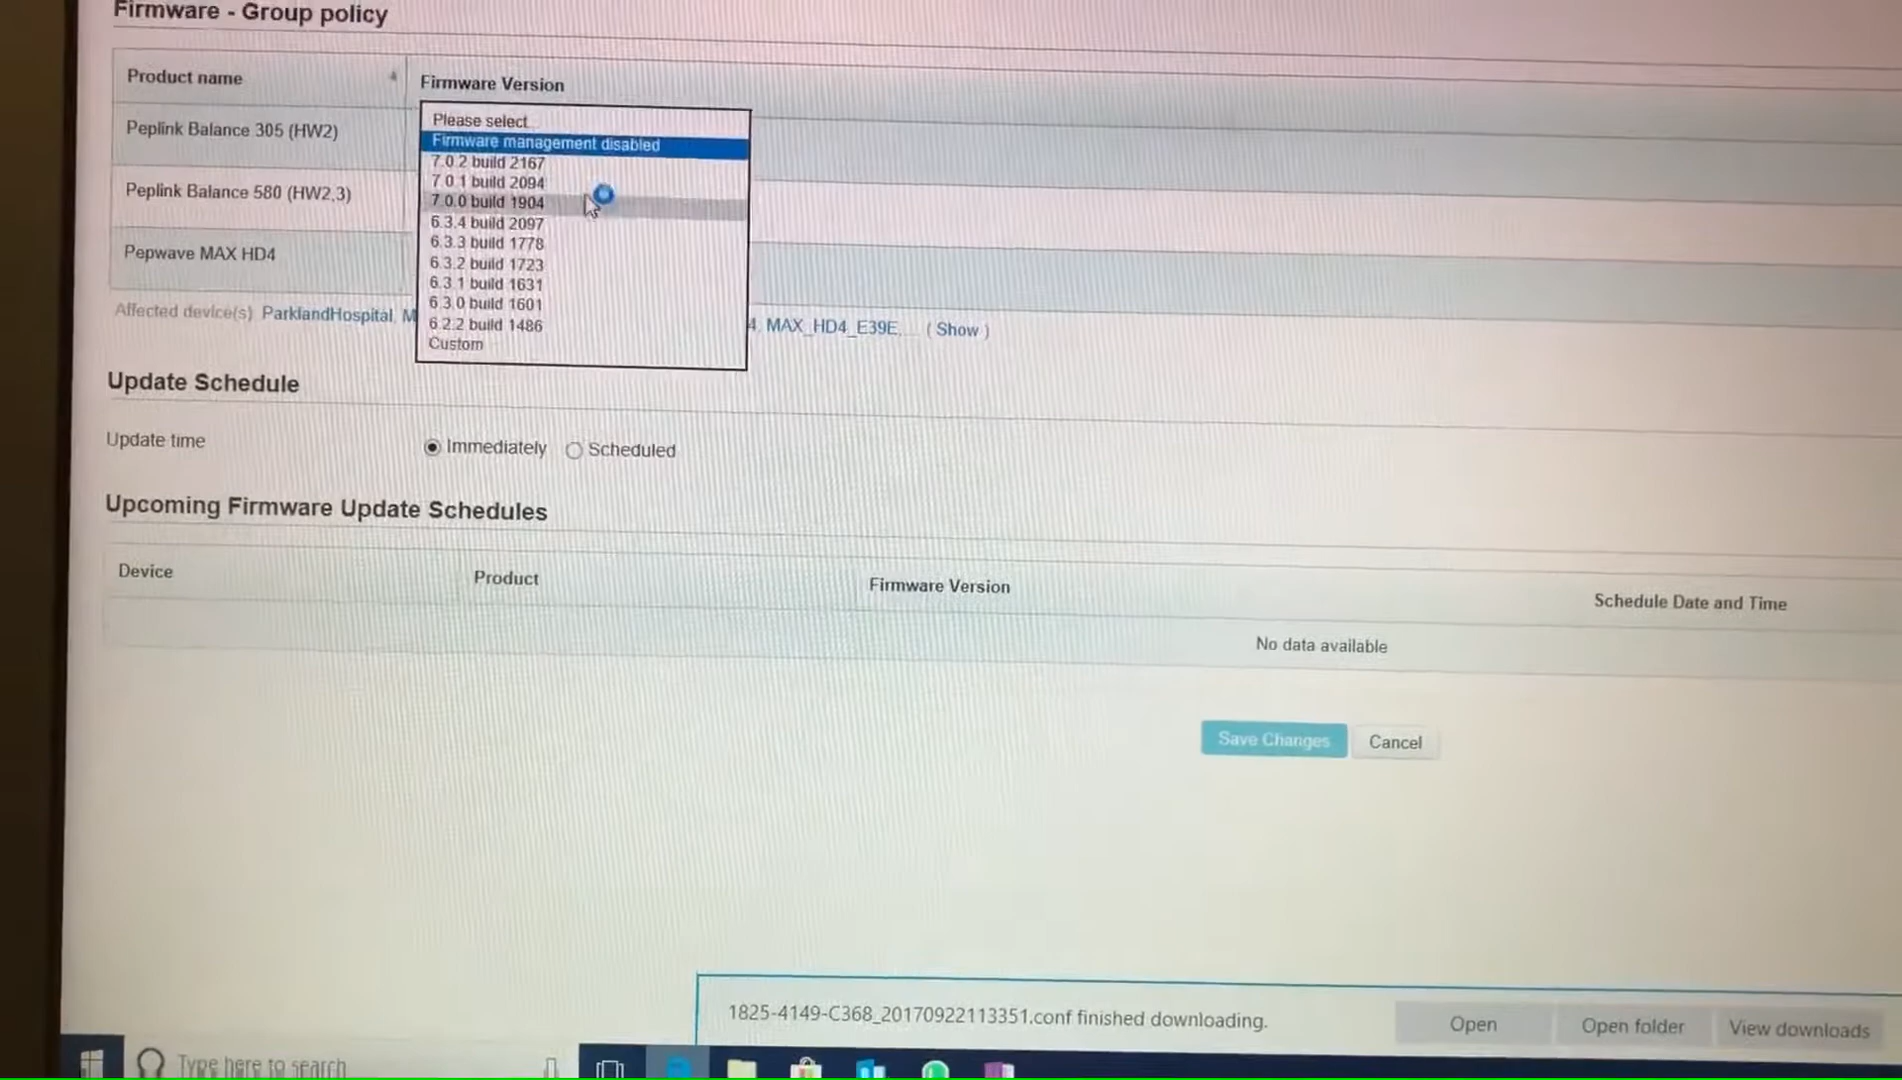 Firmware - Group policy
Product name
Firmware Version
Please select
Firmware management disabled
7.0.2 build 2167
7.0.1 build 2094
7.0.0 build 1904
6.3.4 build 2097
6.3.3 build 1778
6.3.2 build 1723
6.3.1 build 1631
6.3.0 build 1601
6.2.2 build 1486
Custom
Peplink Balance 305 (HW2)
Peplink Balance 580 (HW2,3)
Pepwave MAX HD4
Affected device(s) ParklandHospital, M
4, MAX_HD4_E39E, ... ( Show )
Update Schedule
Update time
Immediately
Scheduled
Upcoming Firmware Update Schedules
Device
Product
Firmware Version
Schedule Date and Time
No data available
Save Changes
Cancel
1825-4149-C368_20170922113351.conf finished downloading.
Open
Open folder
View downloads
Type here to search